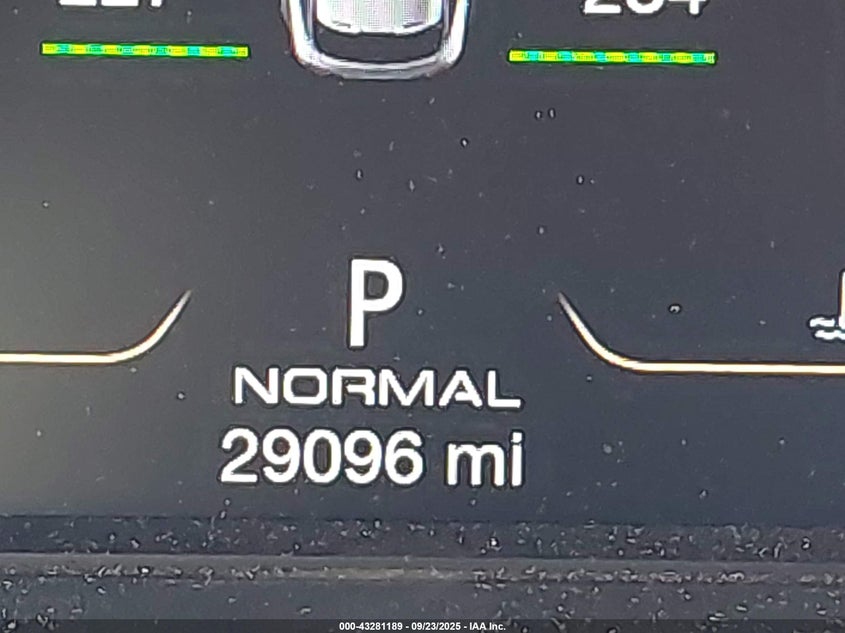 P
NORMAL
29096 mi
000-43281189 - 09/23/2025 - IAA Inc.